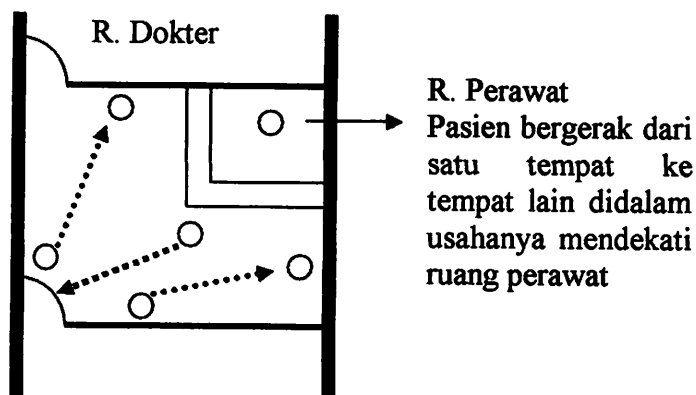 R. Dokter
R. Perawat
Pasien bergerak dari
satu tempat ke
tempat lain didalam
usahanya mendekati
ruang perawat